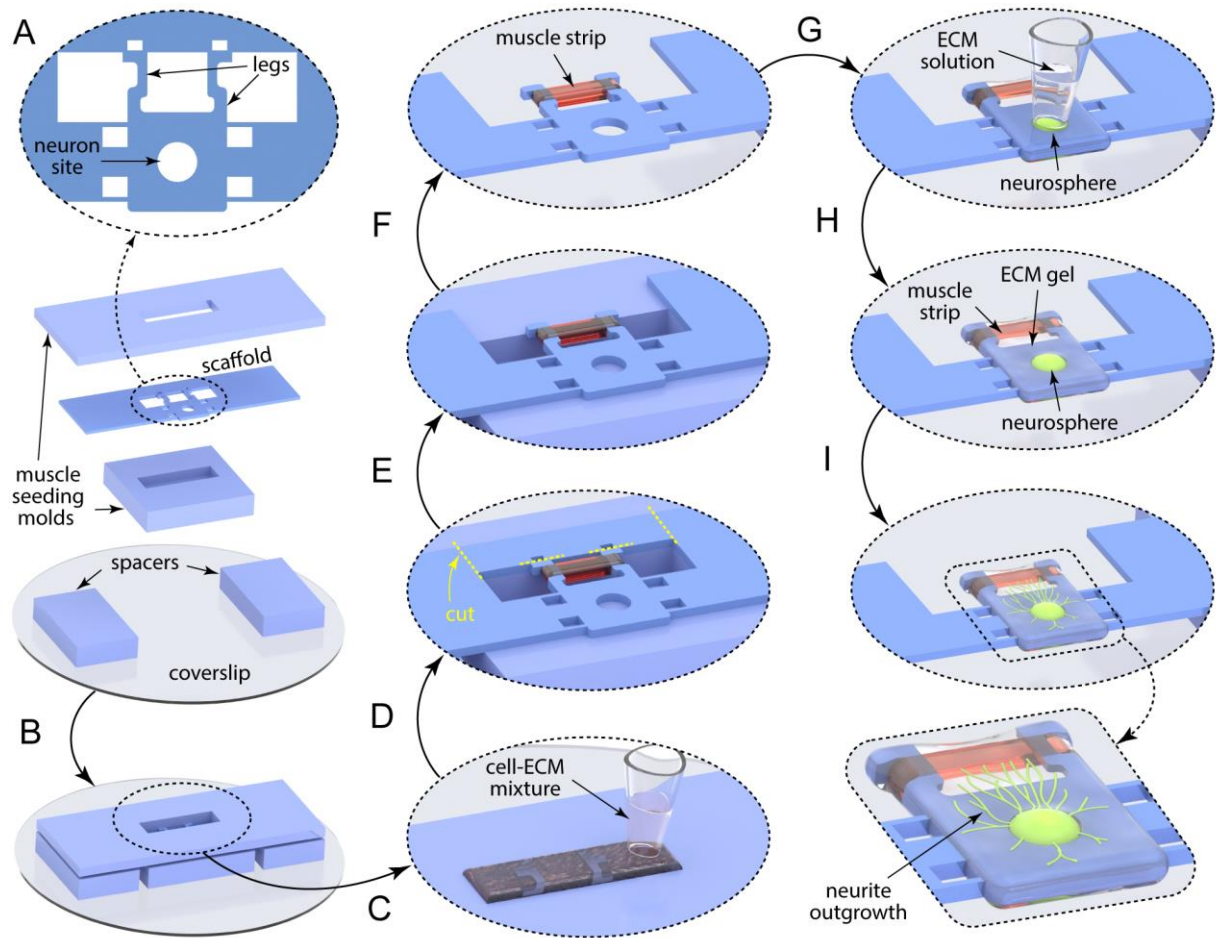 A
legs
neuron
site
scaffold
muscle
seeding
molds
spacers
coverslip
B
C
cell-ECM
mixture
D
cut
E
F
muscle strip
G
ECM
solution
neurosphere
H
muscle
strip
ECM gel
neurosphere
I
neurite
outgrowth